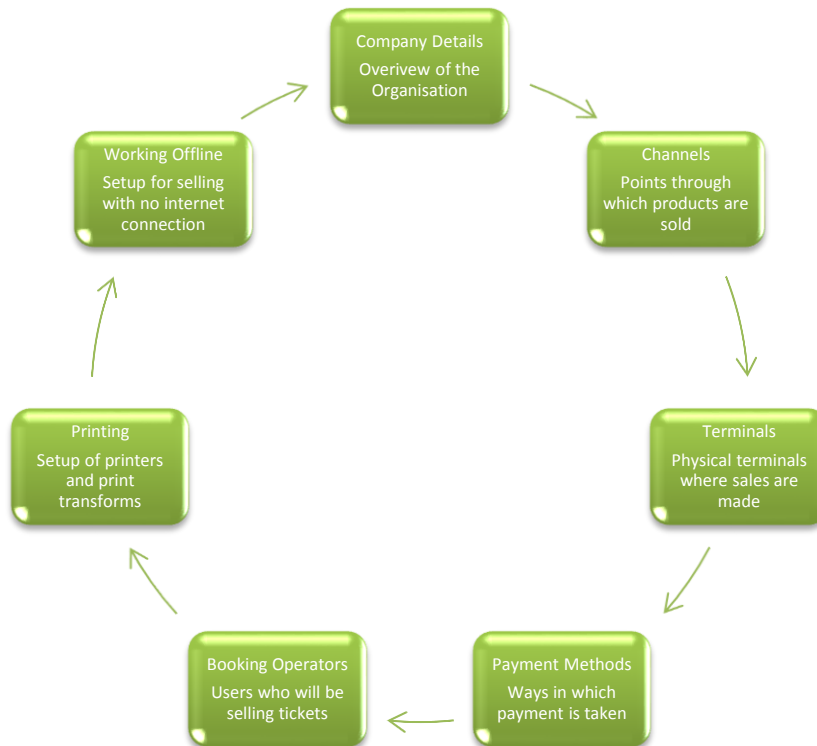 Company Details
Overivew of the
Organisation
Channels
Points through
which products are
sold
Terminals
Physical terminals
where sales are
made
Payment Methods
Ways in which
payment is taken
Booking Operators
Users who will be
selling tickets
Printing
Setup of printers
and print
transforms
Working Offline
Setup for selling
with no internet
connection